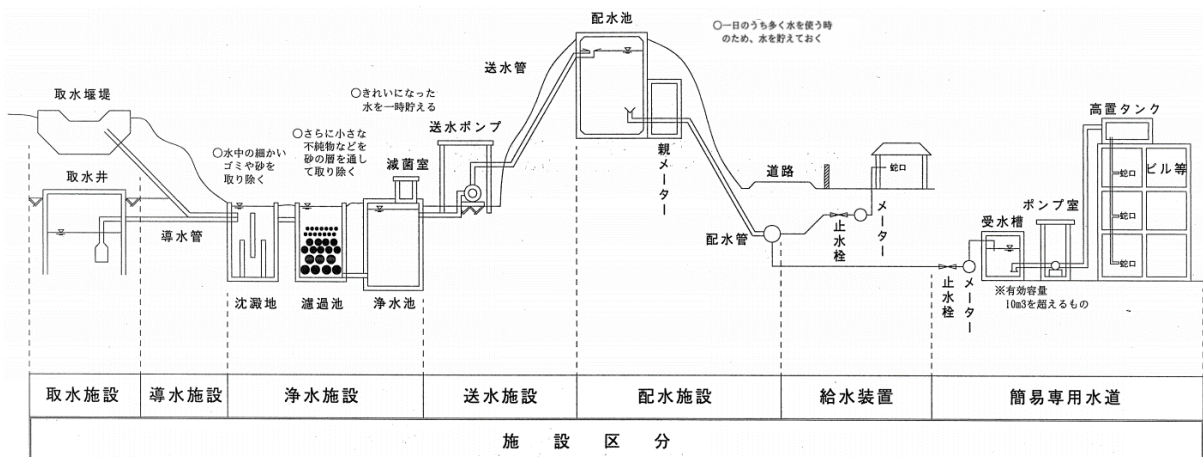 配水池
○一日のうち多く水を使う時
のため、水を貯えておく
送水管
取水堰堤
○きれいになった
水を一時貯える
高置タンク
送水ポンプ
○さらに小さな
不純物などを
砂の層を通し
て取り除く
○水中の細かい
ゴミや砂を
取り除く
滅菌室
親メーター
道路
蛇口
取水井
蛇口
ビル等
ポンプ室
受水槽
蛇口
導水管
配水管
止水栓
メーター
蛇口
沈澱地
濾過池
浄水池
止水栓
メーター
※有効容量
10m3を超えるもの
取水施設
導水施設
浄水施設
送水施設
配水施設
給水装置
簡易専用水道
施設区分